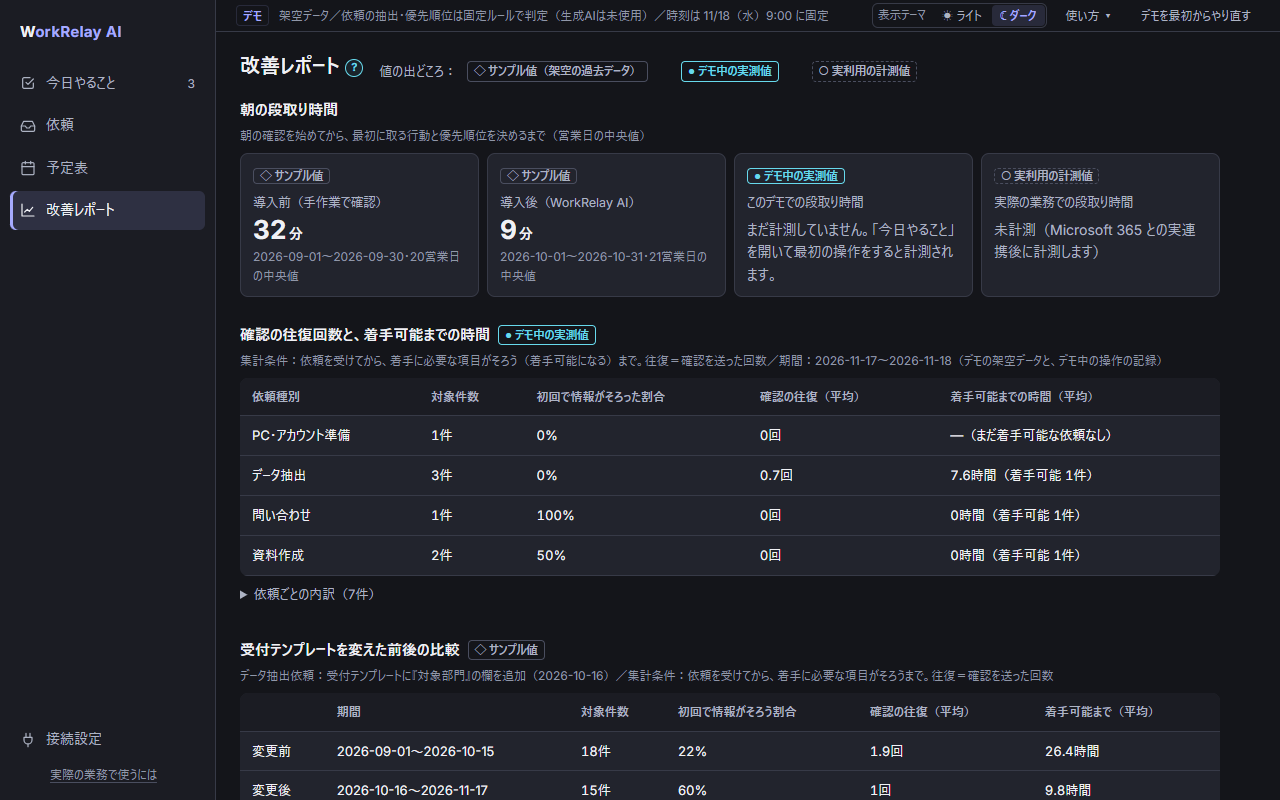 WorkRelay AI
今日やること 3
依頼
予定表
改善レポート
接続設定
実際の業務で使うには
デモ 架空データ／依頼の抽出・優先順位は固定ルールで判定（生成AIは未使用）／時刻は 11/18（水）9:00 に固定
表示テーマ ☀ ライト ☾ ダーク 使い方 ▼ デモを最初からやり直す
改善レポート ? 値の出どころ： ◇ サンプル値（架空の過去データ） ● デモ中の実測値 ○ 実利用の計測値
朝の段取り時間
朝の確認を始めてから、最初に取る行動と優先順位を決めるまで（営業日の中央値）
◇ サンプル値
導入前（手作業で確認）
32 分
2026-09-01〜2026-09-30・20営業日
の中央値
◇ サンプル値
導入後（WorkRelay AI）
9 分
2026-10-01〜2026-10-31・21営業日の
中央値
● デモ中の実測値
このデモでの段取り時間
まだ計測していません。「今日やること」
を開いて最初の操作をすると計測され
ます。
○ 実利用の計測値
実際の業務での段取り時間
未計測（Microsoft 365 との実連
携後に計測します）
確認の往復回数と、着手可能までの時間 ● デモ中の実測値
集計条件：依頼を受けてから、着手に必要な項目がそろう（着手可能になる）まで。往復＝確認を送った回数／期間：2026-11-17〜2026-11-18（デモの架空データと、デモ中の操作の記録）
依頼種別 対象件数 初回で情報がそろった割合 確認の往復（平均） 着手可能までの時間（平均）
PC・アカウント準備 1件 0% 0回 —（まだ着手可能な依頼なし）
データ抽出 3件 0% 0.7回 7.6時間（着手可能 1件）
問い合わせ 1件 100% 0回 0時間（着手可能 1件）
資料作成 2件 50% 0回 0時間（着手可能 1件）
▶ 依頼ごとの内訳（7件）
受付テンプレートを変えた前後の比較 ◇ サンプル値
データ抽出依頼：受付テンプレートに『対象部門』の欄を追加（2026-10-16）／集計条件：依頼を受けてから、着手に必要な項目がそろうまで。往復＝確認を送った回数
期間 対象件数 初回で情報がそろう割合 確認の往復（平均） 着手可能まで（平均）
変更前 2026-09-01〜2026-10-15 18件 22% 1.9回 26.4時間
変更後 2026-10-16〜2026-11-17 15件 60% 1回 9.8時間